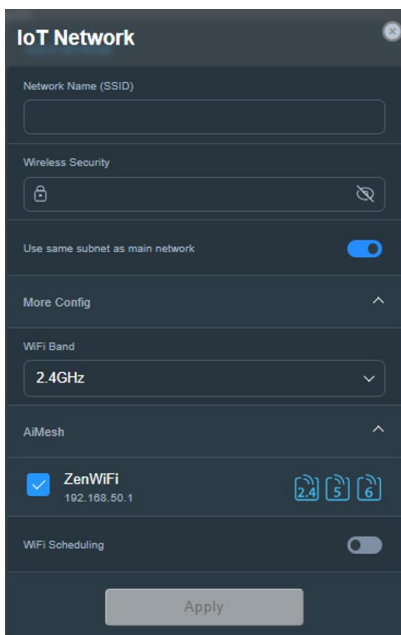 IoT Network
Network Name (SSID)
Wireless Security
Use same subnet as main network
More Config
WiFi Band
2.4GHz
AiMesh
ZenWiFi
192.168.50.1
2.4 5 6
WiFi Scheduling
Apply